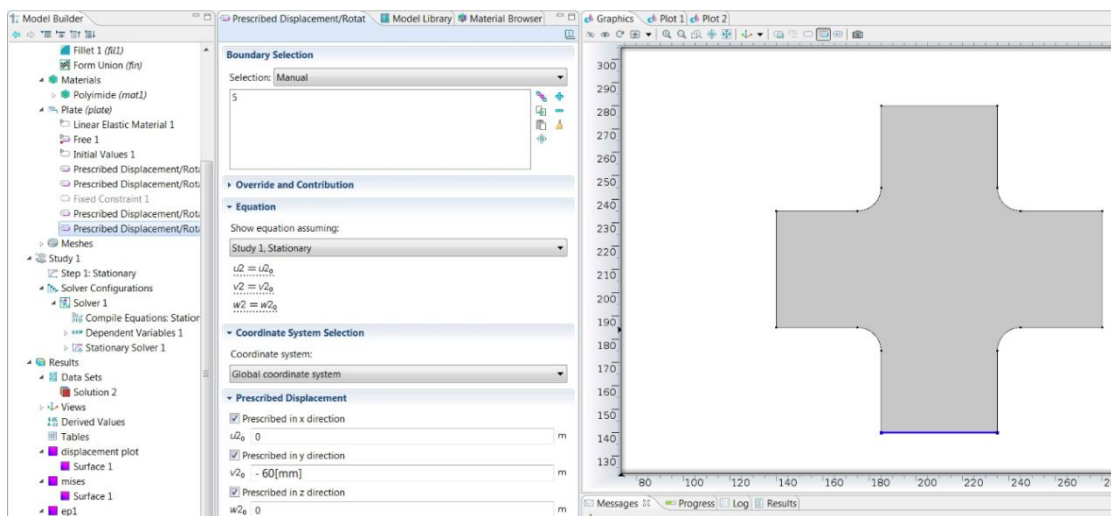 Model Builder
Fillet 1 (fil1)
Form Union (fin)
Materials
Polyimide (mat1)
Plate (plate)
Linear Elastic Material 1
Free 1
Initial Values 1
Prescribed Displacement/Rota
Prescribed Displacement/Rota
Fixed Constraint 1
Prescribed Displacement/Rota
Prescribed Displacement/Rota
Meshes
Study 1
Step 1: Stationary
Solver Configurations
Solver 1
Compile Equations: Station
Dependent Variables 1
Stationary Solver 1
Results
Data Sets
Solution 2
Views
Derived Values
Tables
displacement plot
Surface 1
mises
Surface 1
ep1
Prescribed Displacement/Rotat
Model Library
Material Browser
Boundary Selection
Selection: Manual
5
Override and Contribution
Equation
Show equation assuming:
Study 1, Stationary
u2 = u2₀
v2 = v2₀
w2 = w2₀
Coordinate System Selection
Coordinate system:
Global coordinate system
Prescribed Displacement
Prescribed in x direction
u2₀ 0 m
Prescribed in y direction
v2₀ - 60[mm] m
Prescribed in z direction
w2₀ 0 m
Graphics Plot 1 Plot 2
300
290
280
270
260
250
240
230
220
210
200
190
180
170
160
150
140
130
80 100 120 140 160 180 200 220 240 260
Messages Progress Log Results